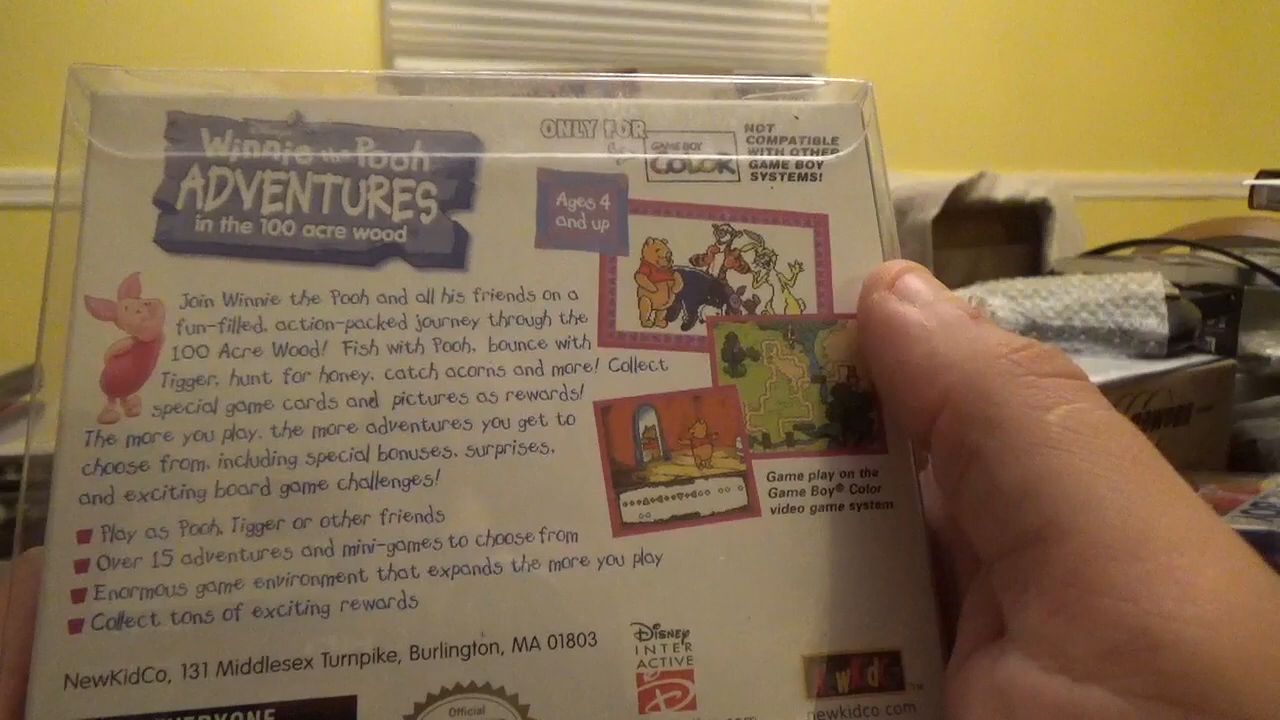 Disney's
Winnie the Pooh
ADVENTURES
in the 100 acre wood
ONLY FOR
GAME BOY
COLOR
NOT
COMPATIBLE
WITH OTHER
GAME BOY
SYSTEMS!
Ages 4
and up
Join Winnie the Pooh and all his friends on a
fun-filled, action-packed journey through the
100 Acre Wood! Fish with Pooh, bounce with
Tigger, hunt for honey, catch acorns and more! Collect
special game cards and pictures as rewards!
The more you play, the more adventures you get to
choose from, including special bonuses, surprises,
and exciting board game challenges!
Game play on the
Game Boy® Color
video game system
Play as Pooh, Tigger or other friends
Over 15 adventures and mini-games to choose from
Enormous game environment that expands the more you play
Collect tons of exciting rewards
NewKidCo, 131 Middlesex Turnpike, Burlington, MA 01803
DISNEY
INTER
ACTIVE
EVERYONE
Official
newkidco.com